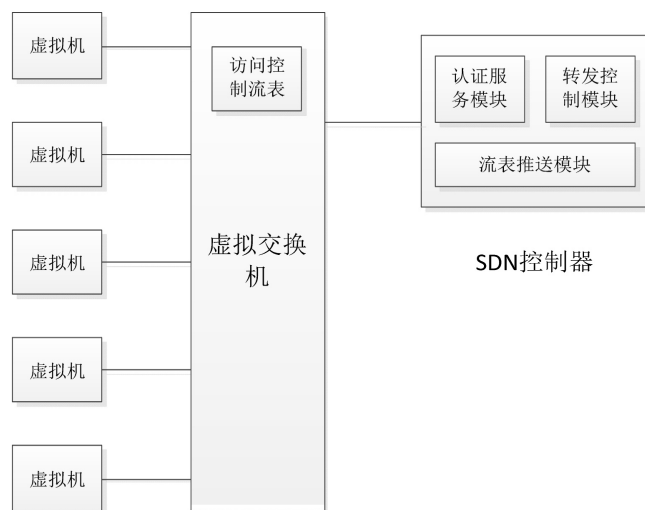 虚拟机
虚拟机
虚拟机
虚拟机
虚拟机
访问控
制流表
虚拟交换
机
认证服
务模块
转发控
制模块
流表推送模块
SDN控制器